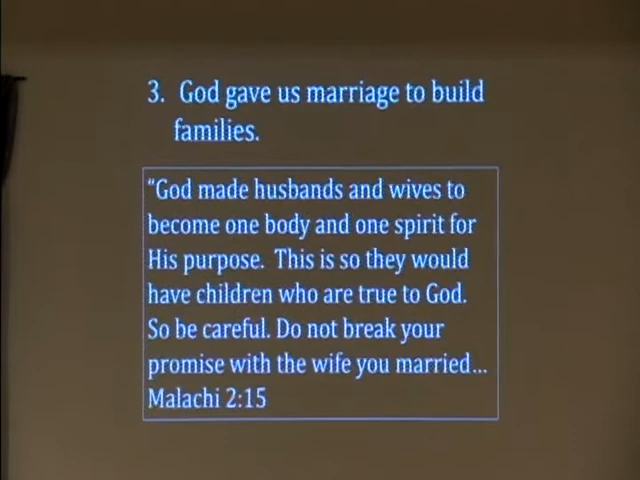 3. God gave us marriage to build
families.
“God made husbands and wives to
become one body and one spirit for
His purpose. This is so they would
have children who are true to God.
So be careful. Do not break your
promise with the wife you married...
Malachi 2:15